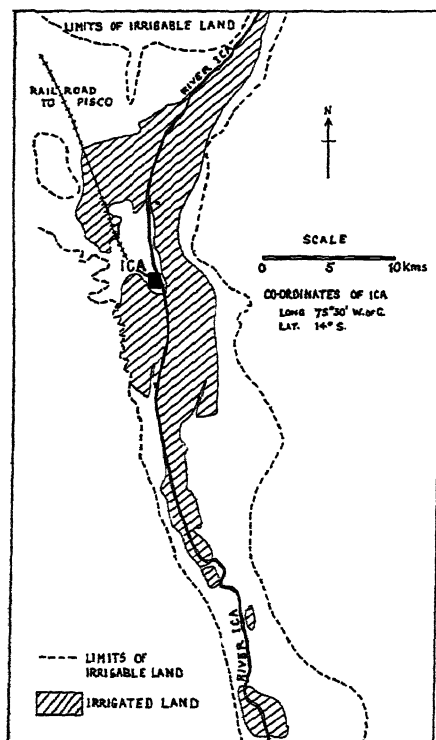 LIMITS OF IRRIGABLE LAND
RIVER ICA
RAIL ROAD
TO PISCO
N
SCALE
0 5 10 kms
ICA
CO-ORDINATES OF ICA
LONG 75°30' W. of G.
LAT. 14° S.
RIVER ICA
LIMITS OF
IRRIGABLE LAND
IRRIGATED LAND